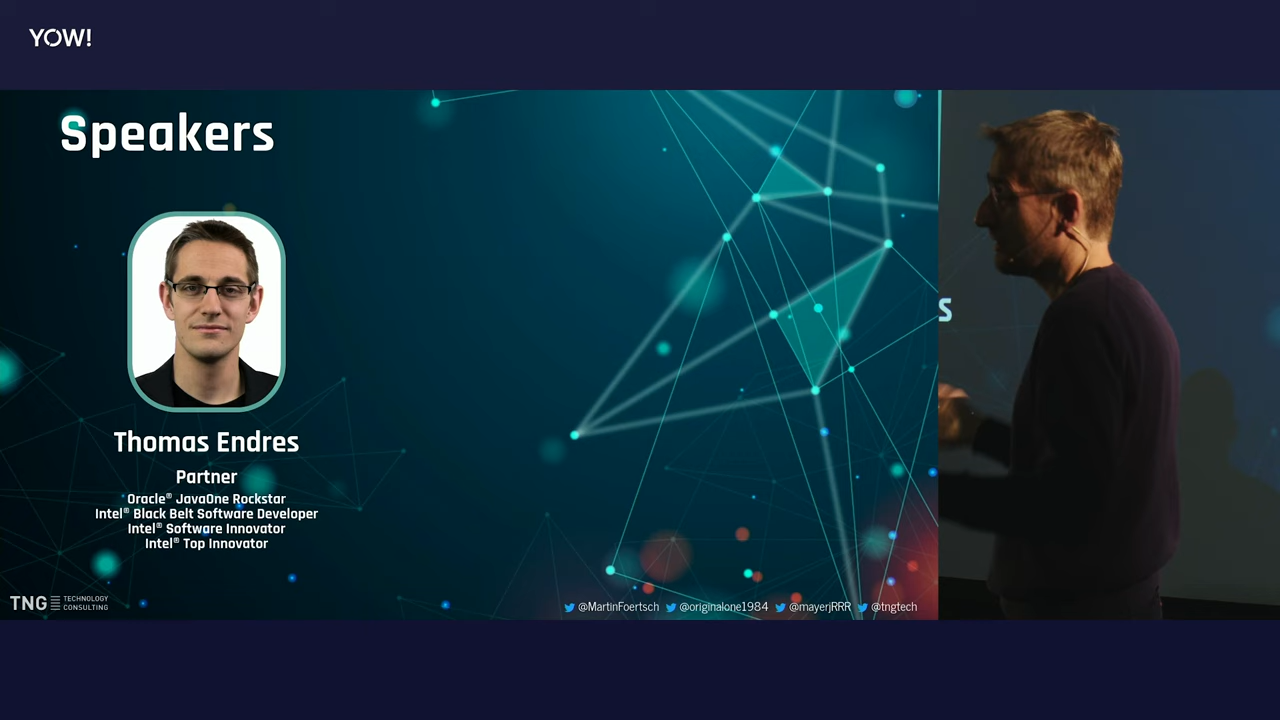 YOW!
Speakers
Thomas Endres
Partner
Oracle® JavaOne Rockstar
Intel® Black Belt Software Developer
Intel® Software Innovator
Intel® Top Innovator
TNG TECHNOLOGY
CONSULTING
@MartinFoertsch @originalone1984 @mayerjRRR @tngtech
s